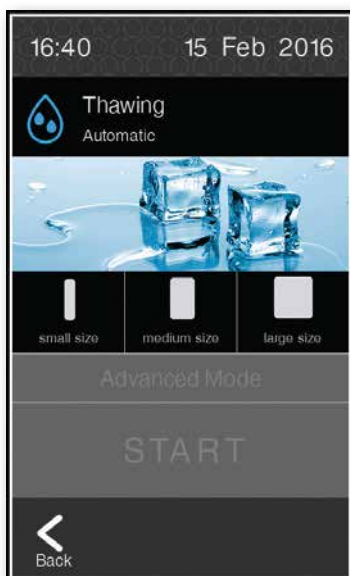 16:40 15 Feb 2016
Thawing
Automatic
small size medium size large size
Advanced Mode
START
Back